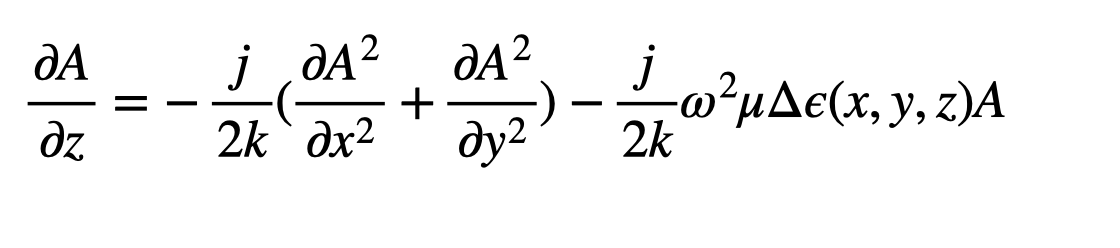 ∂A/∂z = − j/2k (∂A²/∂x² + ∂A²/∂y²) − j/2k ω²μΔϵ(x, y, z)A